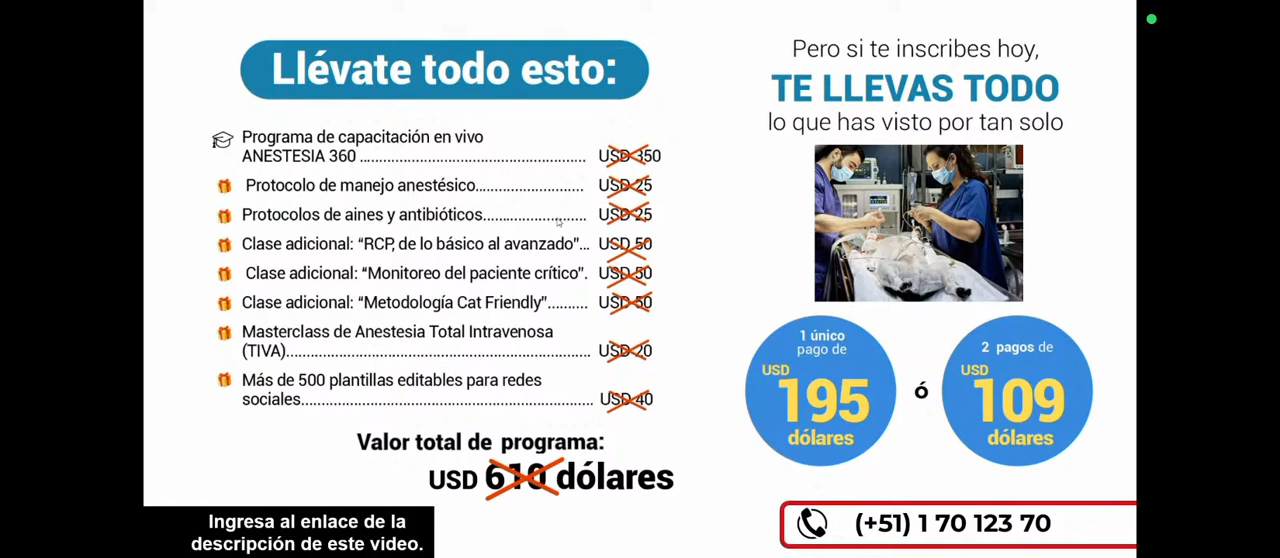 Llévate todo esto:
Programa de capacitación en vivo
ANESTESIA 360 ........................................................ USD 350
Protocolo de manejo anestésico........................... USD 25
Protocolos de aines y antibióticos.......................... USD 25
Clase adicional: “RCP, de lo básico al avanzado”... USD 50
Clase adicional: “Monitoreo del paciente crítico”. USD 50
Clase adicional: “Metodología Cat Friendly”.......... USD 50
Masterclass de Anestesia Total Intravenosa
(TIVA)................................................................... USD 20
Más de 500 plantillas editables para redes
sociales................................................................ USD 40
Valor total de programa:
USD 610 dólares
Pero si te inscribes hoy,
TE LLEVAS TODO
lo que has visto por tan solo
1 único
pago de
USD
195
dólares
ó
2 pagos de
USD
109
dólares
(+51) 1 70 123 70
Ingresa al enlace de la
descripción de este video.